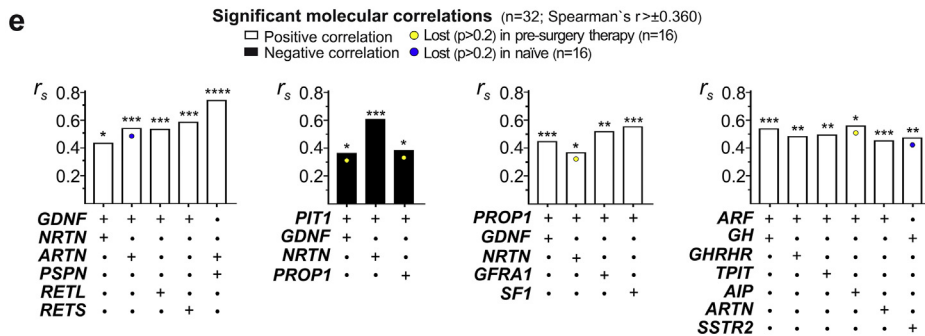 e
Significant molecular correlations (n=32; Spearman`s r>±0.360)
Positive correlation Lost (p>0.2) in pre-surgery therapy (n=16)
Negative correlation Lost (p>0.2) in naïve (n=16)
rs 0.8 0.6 0.4 0.2
* *** *** *** ****
GDNF + + + + •
NRTN + • • • •
ARTN • + • • +
PSPN • • • • +
RETL • • + • •
RETS • • • + •
rs 0.8 0.6 0.4 0.2
* *** *
PIT1 + + +
GDNF + • •
NRTN • + •
PROP1 • • +
rs 0.8 0.6 0.4 0.2
*** * ** ***
PROP1 + + + +
GDNF + • • •
NRTN • + • •
GFRA1 • • + •
SF1 • • • +
rs 0.8 0.6 0.4 0.2
*** ** ** * *** **
ARF + + + + + •
GH + • • • • +
GHRHR • + • • • •
TPIT • • + • • •
AIP • • • + • •
ARTN • • • • + •
SSTR2 • • • • • +